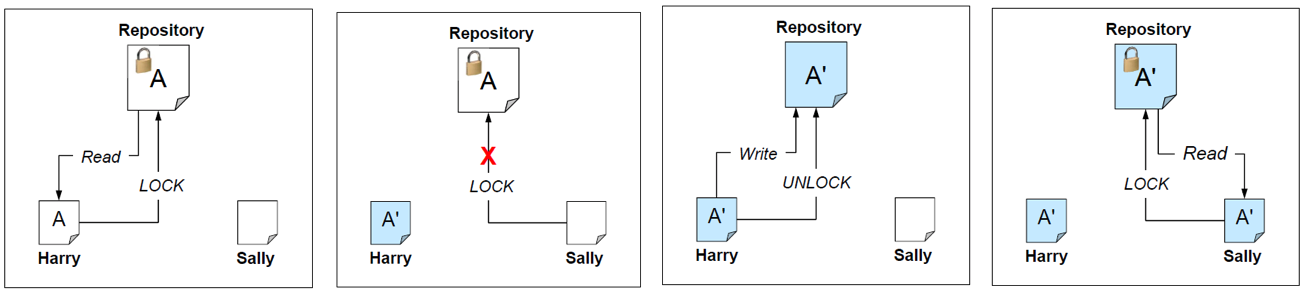 Repository
A
Read
LOCK
A
Harry
Sally
Repository
A
X
LOCK
A'
Harry
Sally
Repository
A'
Write
UNLOCK
A'
Harry
Sally
Repository
A'
Read
LOCK
A'
A'
Harry
Sally